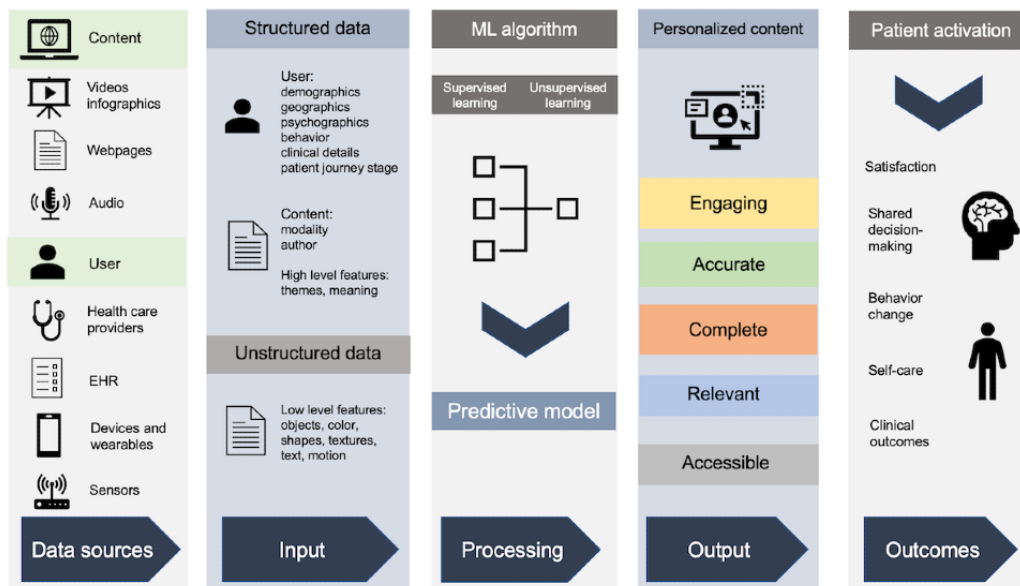 Content
Videos
infographics
Webpages
Audio
User
Health care
providers
EHR
Devices and
wearables
Sensors
Data sources
Structured data
User:
demographics
geographics
psychographics
behavior
clinical details
patient journey stage
Content:
modality
author
High level features:
themes, meaning
Unstructured data
Low level features:
objects, color,
shapes, textures,
text, motion
Input
ML algorithm
Supervised
learning
Unsupervised
learning
Predictive model
Processing
Personalized content
Engaging
Accurate
Complete
Relevant
Accessible
Output
Patient activation
Satisfaction
Shared
decision-
making
Behavior
change
Self-care
Clinical
outcomes
Outcomes